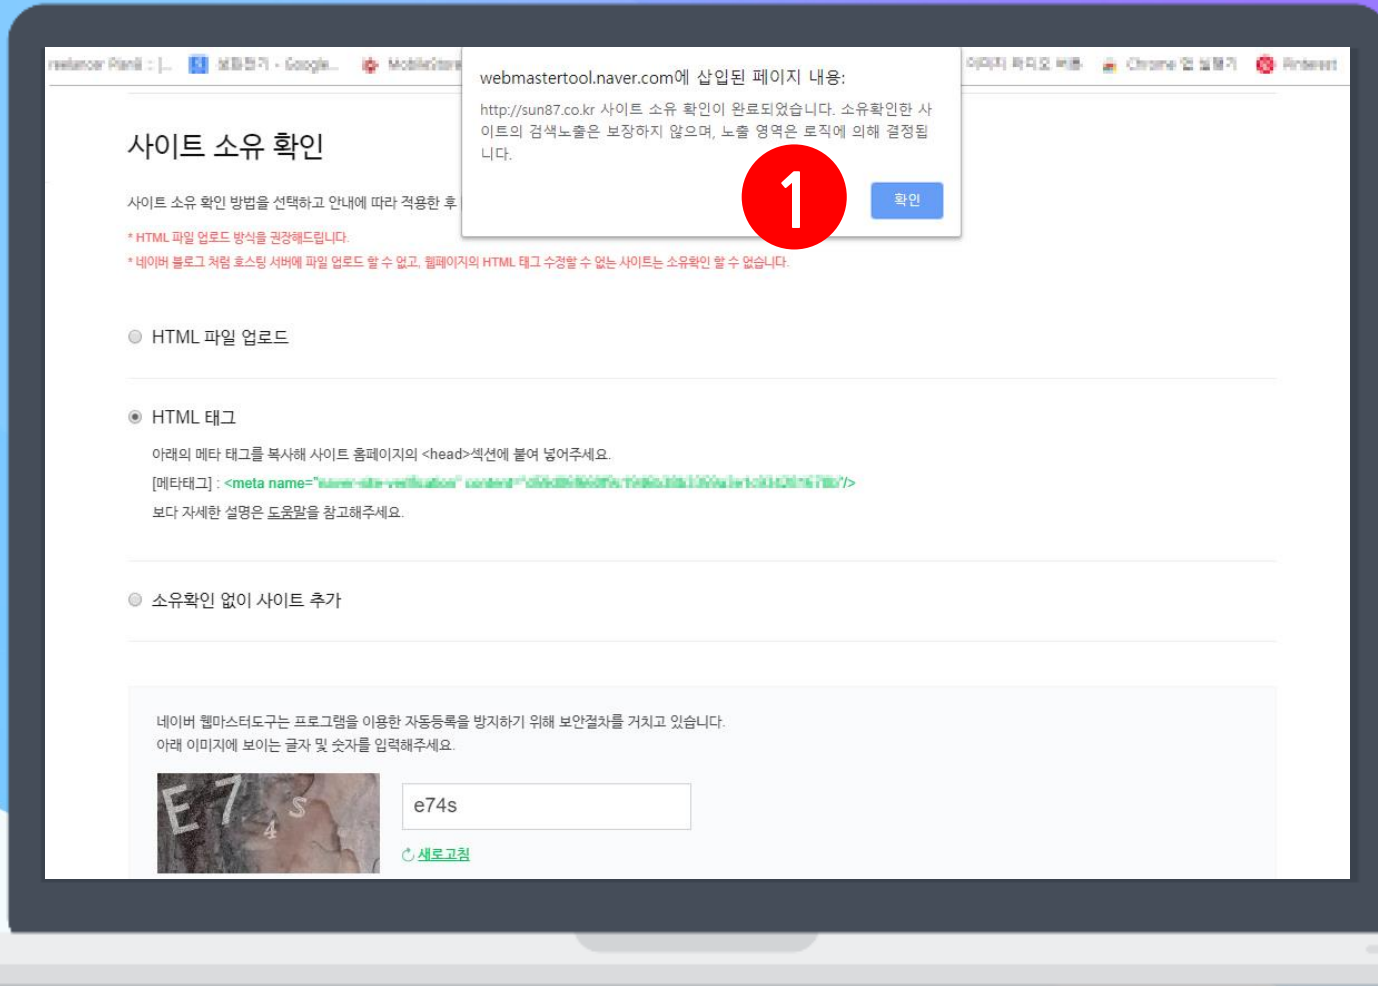 Google
webmastertool.naver.com에 삽입된 페이지 내용:
http://sun87.co.kr 사이트 소유 확인이 완료되었습니다. 소유확인한 사
이트의 검색노출은 보장하지 않으며, 노출 영역은 로직에 의해 결정됩
니다.
1
확인
사이트 소유 확인
사이트 소유 확인 방법을 선택하고 안내에 따라 적용한 후
* HTML 파일 업로드 방식을 권장해드립니다.
* 네이버 블로그 처럼 호스팅 서버에 파일 업로드 할 수 없고, 웹페이지의 HTML 태그 수정할 수 없는 사이트는 소유확인 할 수 없습니다.
HTML 파일 업로드
HTML 태그
아래의 메타 태그를 복사해 사이트 홈페이지의 <head>섹션에 붙여 넣어주세요.
[메타태그] : <meta name="naver-site-verification" content="
보다 자세한 설명은 도움말을 참고해주세요.
소유확인 없이 사이트 추가
네이버 웹마스터도구는 프로그램을 이용한 자동등록을 방지하기 위해 보안절차를 거치고 있습니다.
아래 이미지에 보이는 글자 및 숫자를 입력해주세요.
E74S
e74s
새로고침